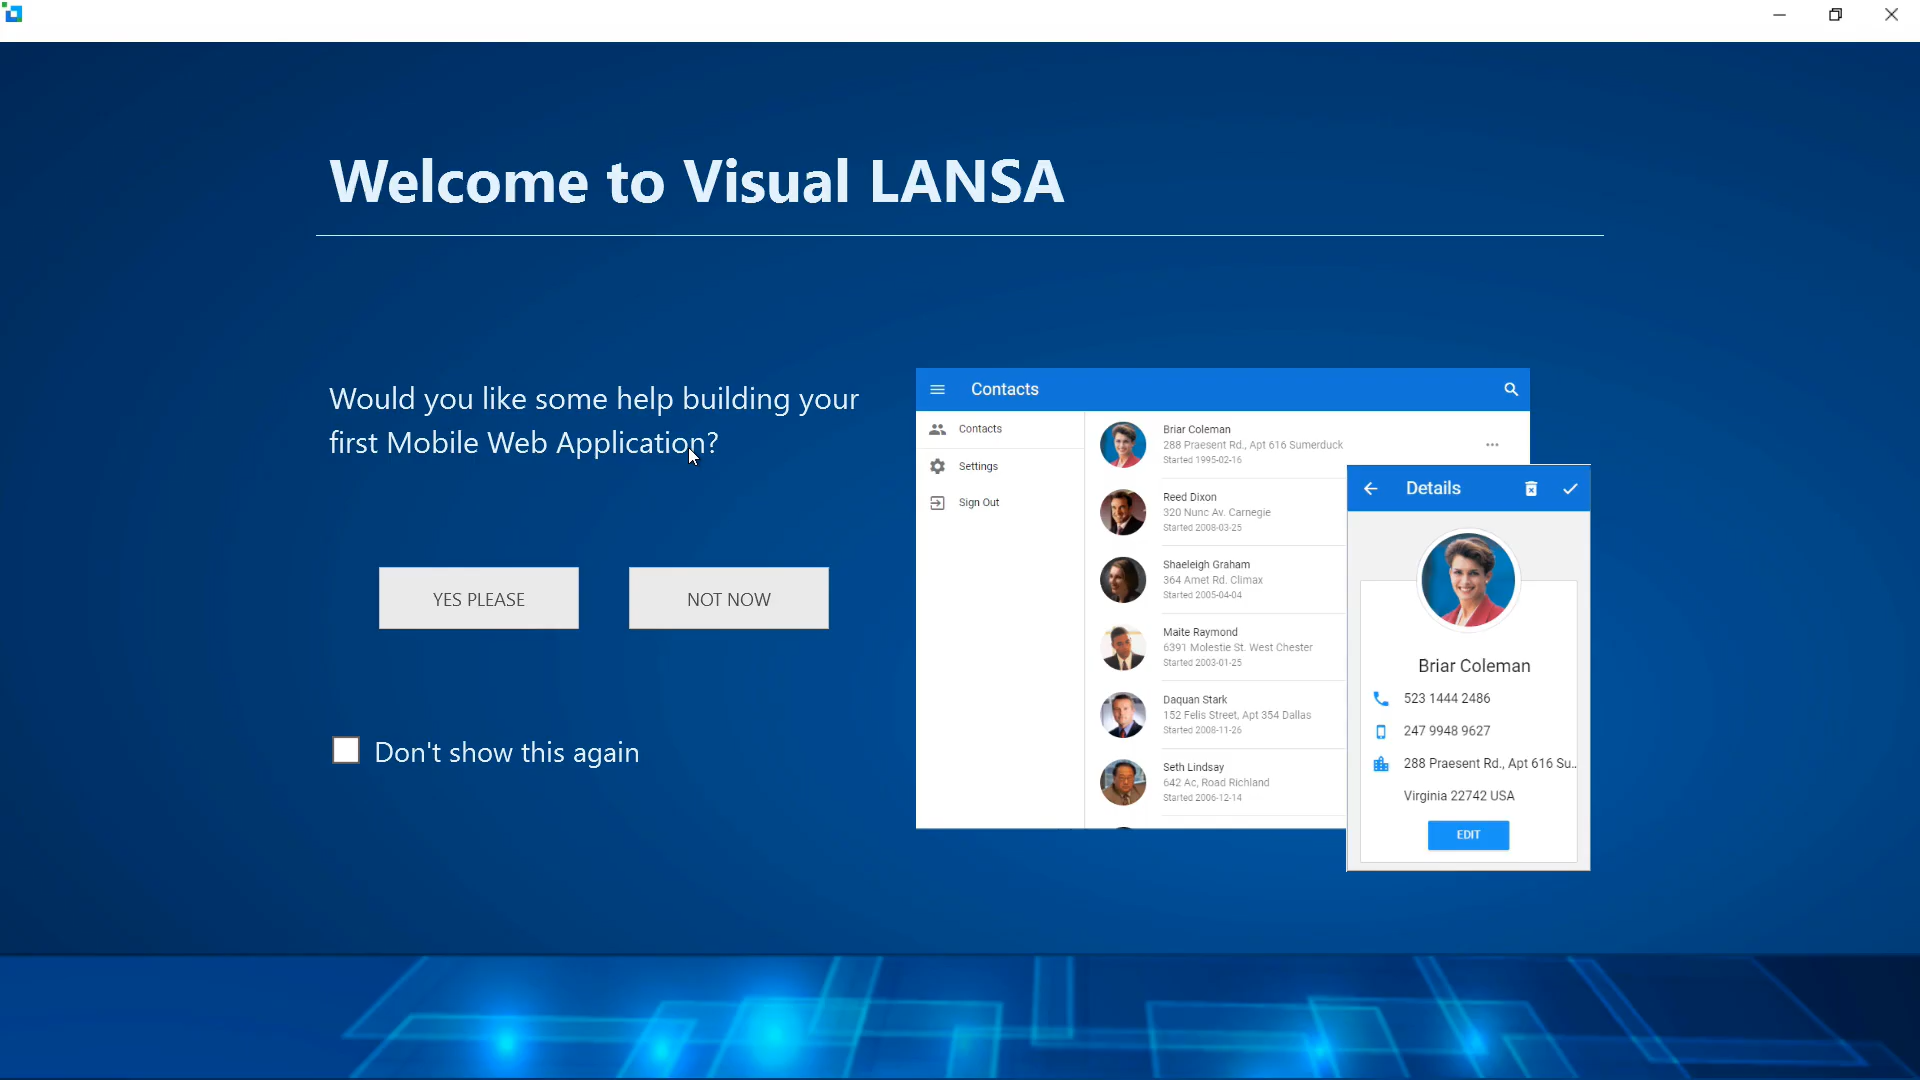 Welcome to Visual LANSA
Would you like some help building your
first Mobile Web Application?
YES PLEASE
NOT NOW
Don't show this again
Contacts
Contacts
Settings
Sign Out
Briar Coleman
288 Praesent Rd., Apt 616 Sumerduck
Started 1995-02-16
Reed Dixon
320 Nunc Av. Carnegie
Started 2008-03-25
Shaeleigh Graham
364 Amet Rd. Climax
Started 2005-04-04
Maite Raymond
6391 Molestie St. West Chester
Started 2003-01-25
Daquan Stark
152 Felis Street, Apt 354 Dallas
Started 2008-11-26
Seth Lindsay
642 Ac, Road Richland
Started 2006-12-14
Details
Briar Coleman
523 1444 2486
247 9948 9627
288 Praesent Rd., Apt 616 Su..
Virginia 22742 USA
EDIT